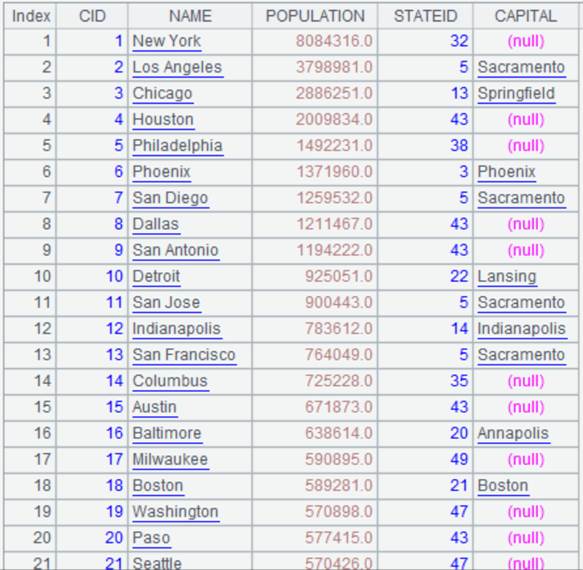 Index CID NAME POPULATION STATEID CAPITAL
1 1 New York 8084316.0 32 (null)
2 2 Los Angeles 3798981.0 5 Sacramento
3 3 Chicago 2886251.0 13 Springfield
4 4 Houston 2009834.0 43 (null)
5 5 Philadelphia 1492231.0 38 (null)
6 6 Phoenix 1371960.0 3 Phoenix
7 7 San Diego 1259532.0 5 Sacramento
8 8 Dallas 1211467.0 43 (null)
9 9 San Antonio 1194222.0 43 (null)
10 10 Detroit 925051.0 22 Lansing
11 11 San Jose 900443.0 5 Sacramento
12 12 Indianapolis 783612.0 14 Indianapolis
13 13 San Francisco 764049.0 5 Sacramento
14 14 Columbus 725228.0 35 (null)
15 15 Austin 671873.0 43 (null)
16 16 Baltimore 638614.0 20 Annapolis
17 17 Milwaukee 590895.0 49 (null)
18 18 Boston 589281.0 21 Boston
19 19 Washington 570898.0 47 (null)
20 20 Paso 577415.0 43 (null)
21 21 Seattle 570426.0 47 (null)